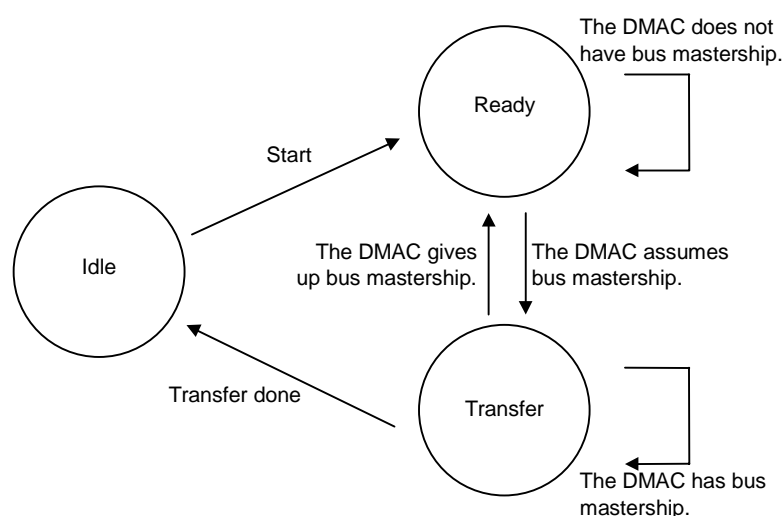 The DMAC does not
have bus mastership.
Ready
Start
Idle
The DMAC gives
up bus mastership.
The DMAC assumes
bus mastership.
Transfer done
Transfer
The DMAC has bus
mastership.